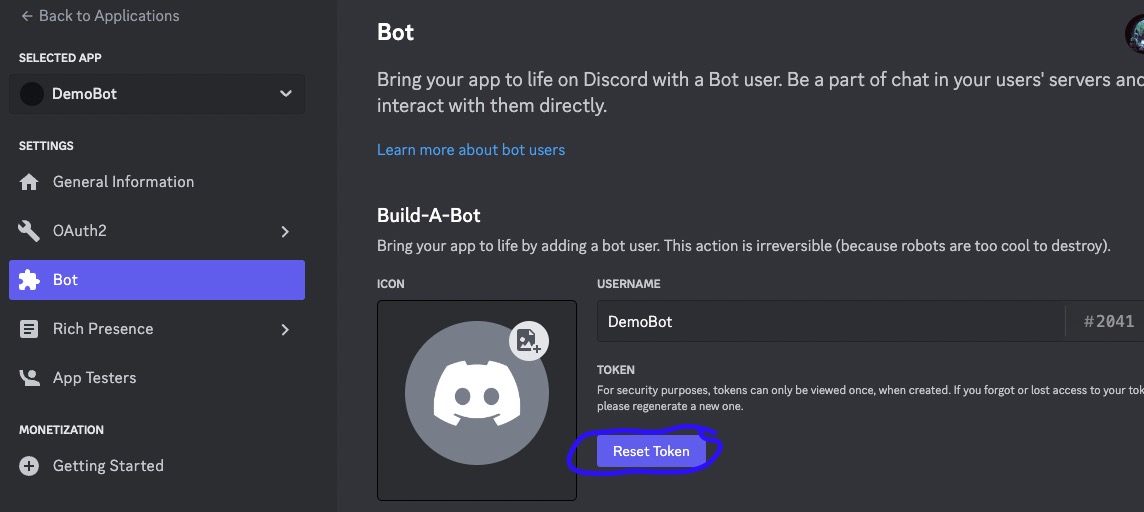 ← Back to Applications
SELECTED APP
DemoBot
SETTINGS
General Information
OAuth2
Bot
Rich Presence
App Testers
MONETIZATION
Getting Started
Bot
Bring your app to life on Discord with a Bot user. Be a part of chat in your users' servers and
interact with them directly.
Learn more about bot users
Build-A-Bot
Bring your app to life by adding a bot user. This action is irreversible (because robots are too cool to destroy).
ICON
USERNAME
DemoBot
#2041
TOKEN
For security purposes, tokens can only be viewed once, when created. If you forgot or lost access to your
please regenerate a new one.
Reset Token